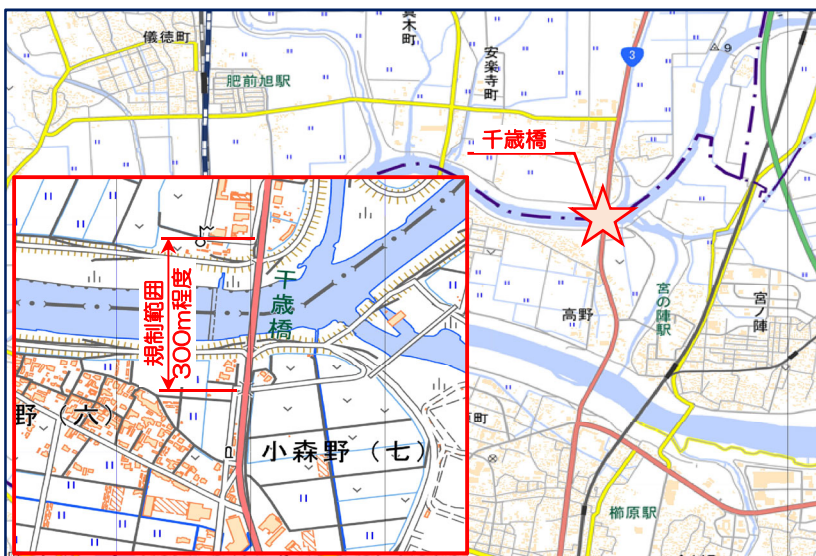 儀徳町
真木町
安楽寺町
3
9
肥前旭駅
千歳橋
規制範囲
300m程度
千歳橋
高野
宮の陣駅
宮ノ陣
野(六)
P
小森野(七)
櫛原駅